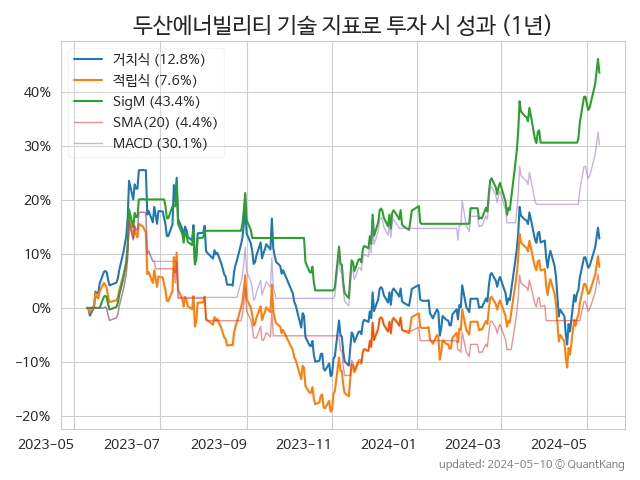 두산에너빌리티 기술 지표로 투자 시 성과 (1년)
거치식 (12.8%)
적립식 (7.6%)
SigM (43.4%)
SMA(20) (4.4%)
MACD (30.1%)
40%
30%
20%
10%
0%
−10%
−20%
2023-05 2023-07 2023-09 2023-11 2024-01 2024-03 2024-05
updated: 2024-05-10 © QuantKang